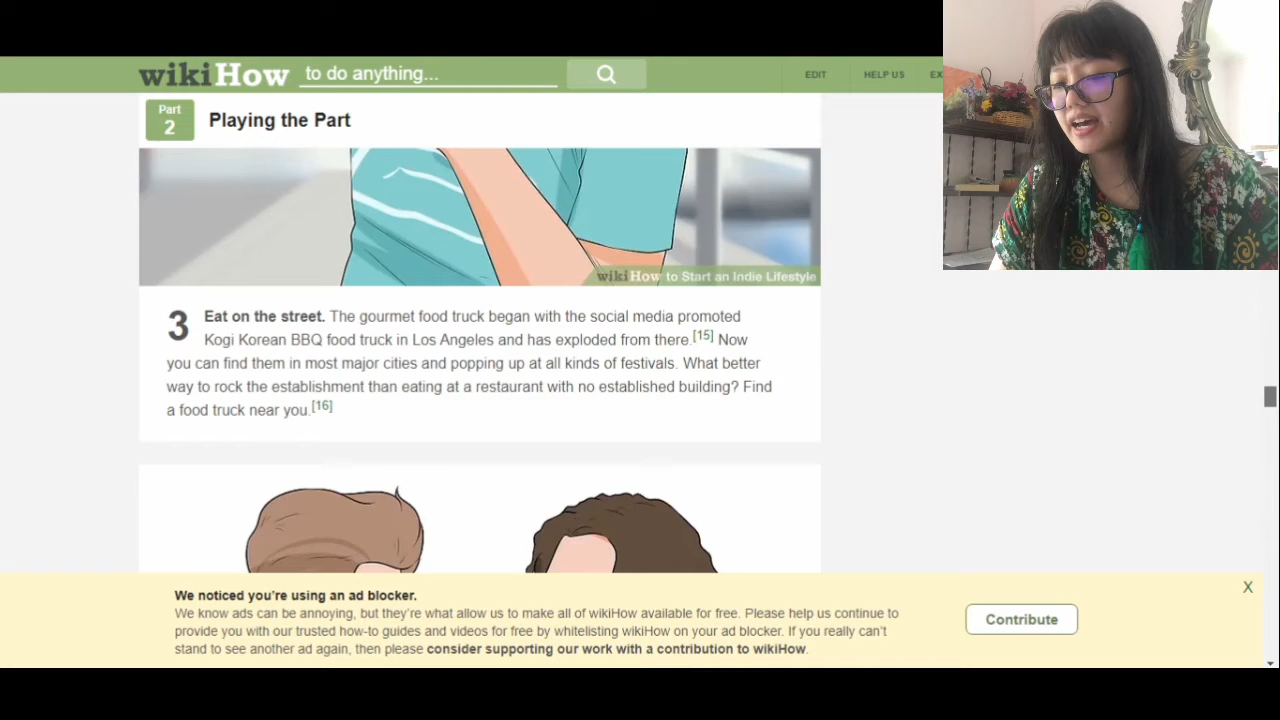 wikiHow to do anything... EDIT HELP US EX
Part
2
Playing the Part
wikiHow to Start an Indie Lifestyle
3 Eat on the street. The gourmet food truck began with the social media promoted
Kogi Korean BBQ food truck in Los Angeles and has exploded from there.[15] Now
you can find them in most major cities and popping up at all kinds of festivals. What better
way to rock the establishment than eating at a restaurant with no established building? Find
a food truck near you.[16]
We noticed you're using an ad blocker. X
We know ads can be annoying, but they're what allow us to make all of wikiHow available for free. Please help us continue to
provide you with our trusted how-to guides and videos for free by whitelisting wikiHow on your ad blocker. If you really can't
stand to see another ad again, then please consider supporting our work with a contribution to wikiHow.
Contribute